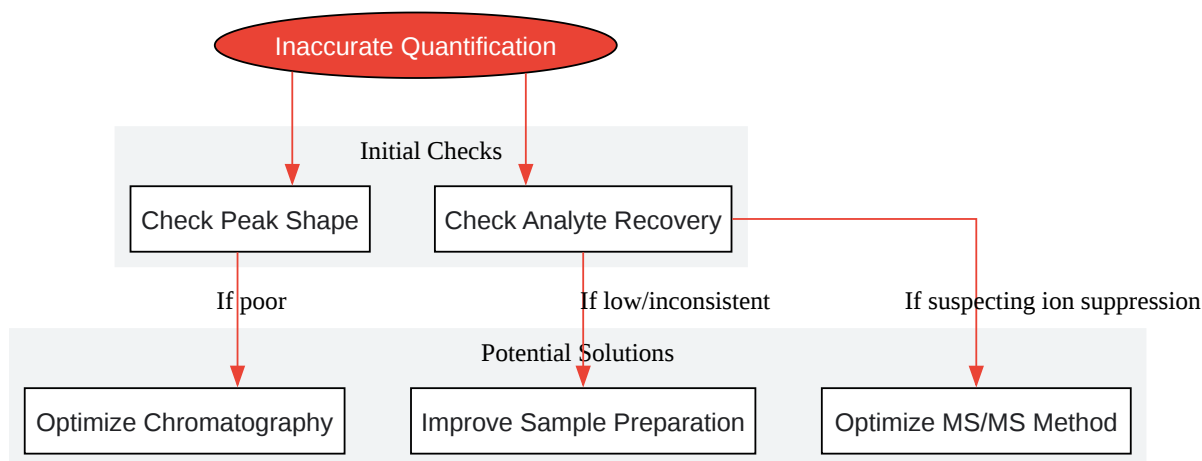 Inaccurate Quantification
Initial Checks
Check Peak Shape
Check Analyte Recovery
If poor
If low/inconsistent
If suspecting ion suppression
Potential Solutions
Optimize Chromatography
Improve Sample Preparation
Optimize MS/MS Method